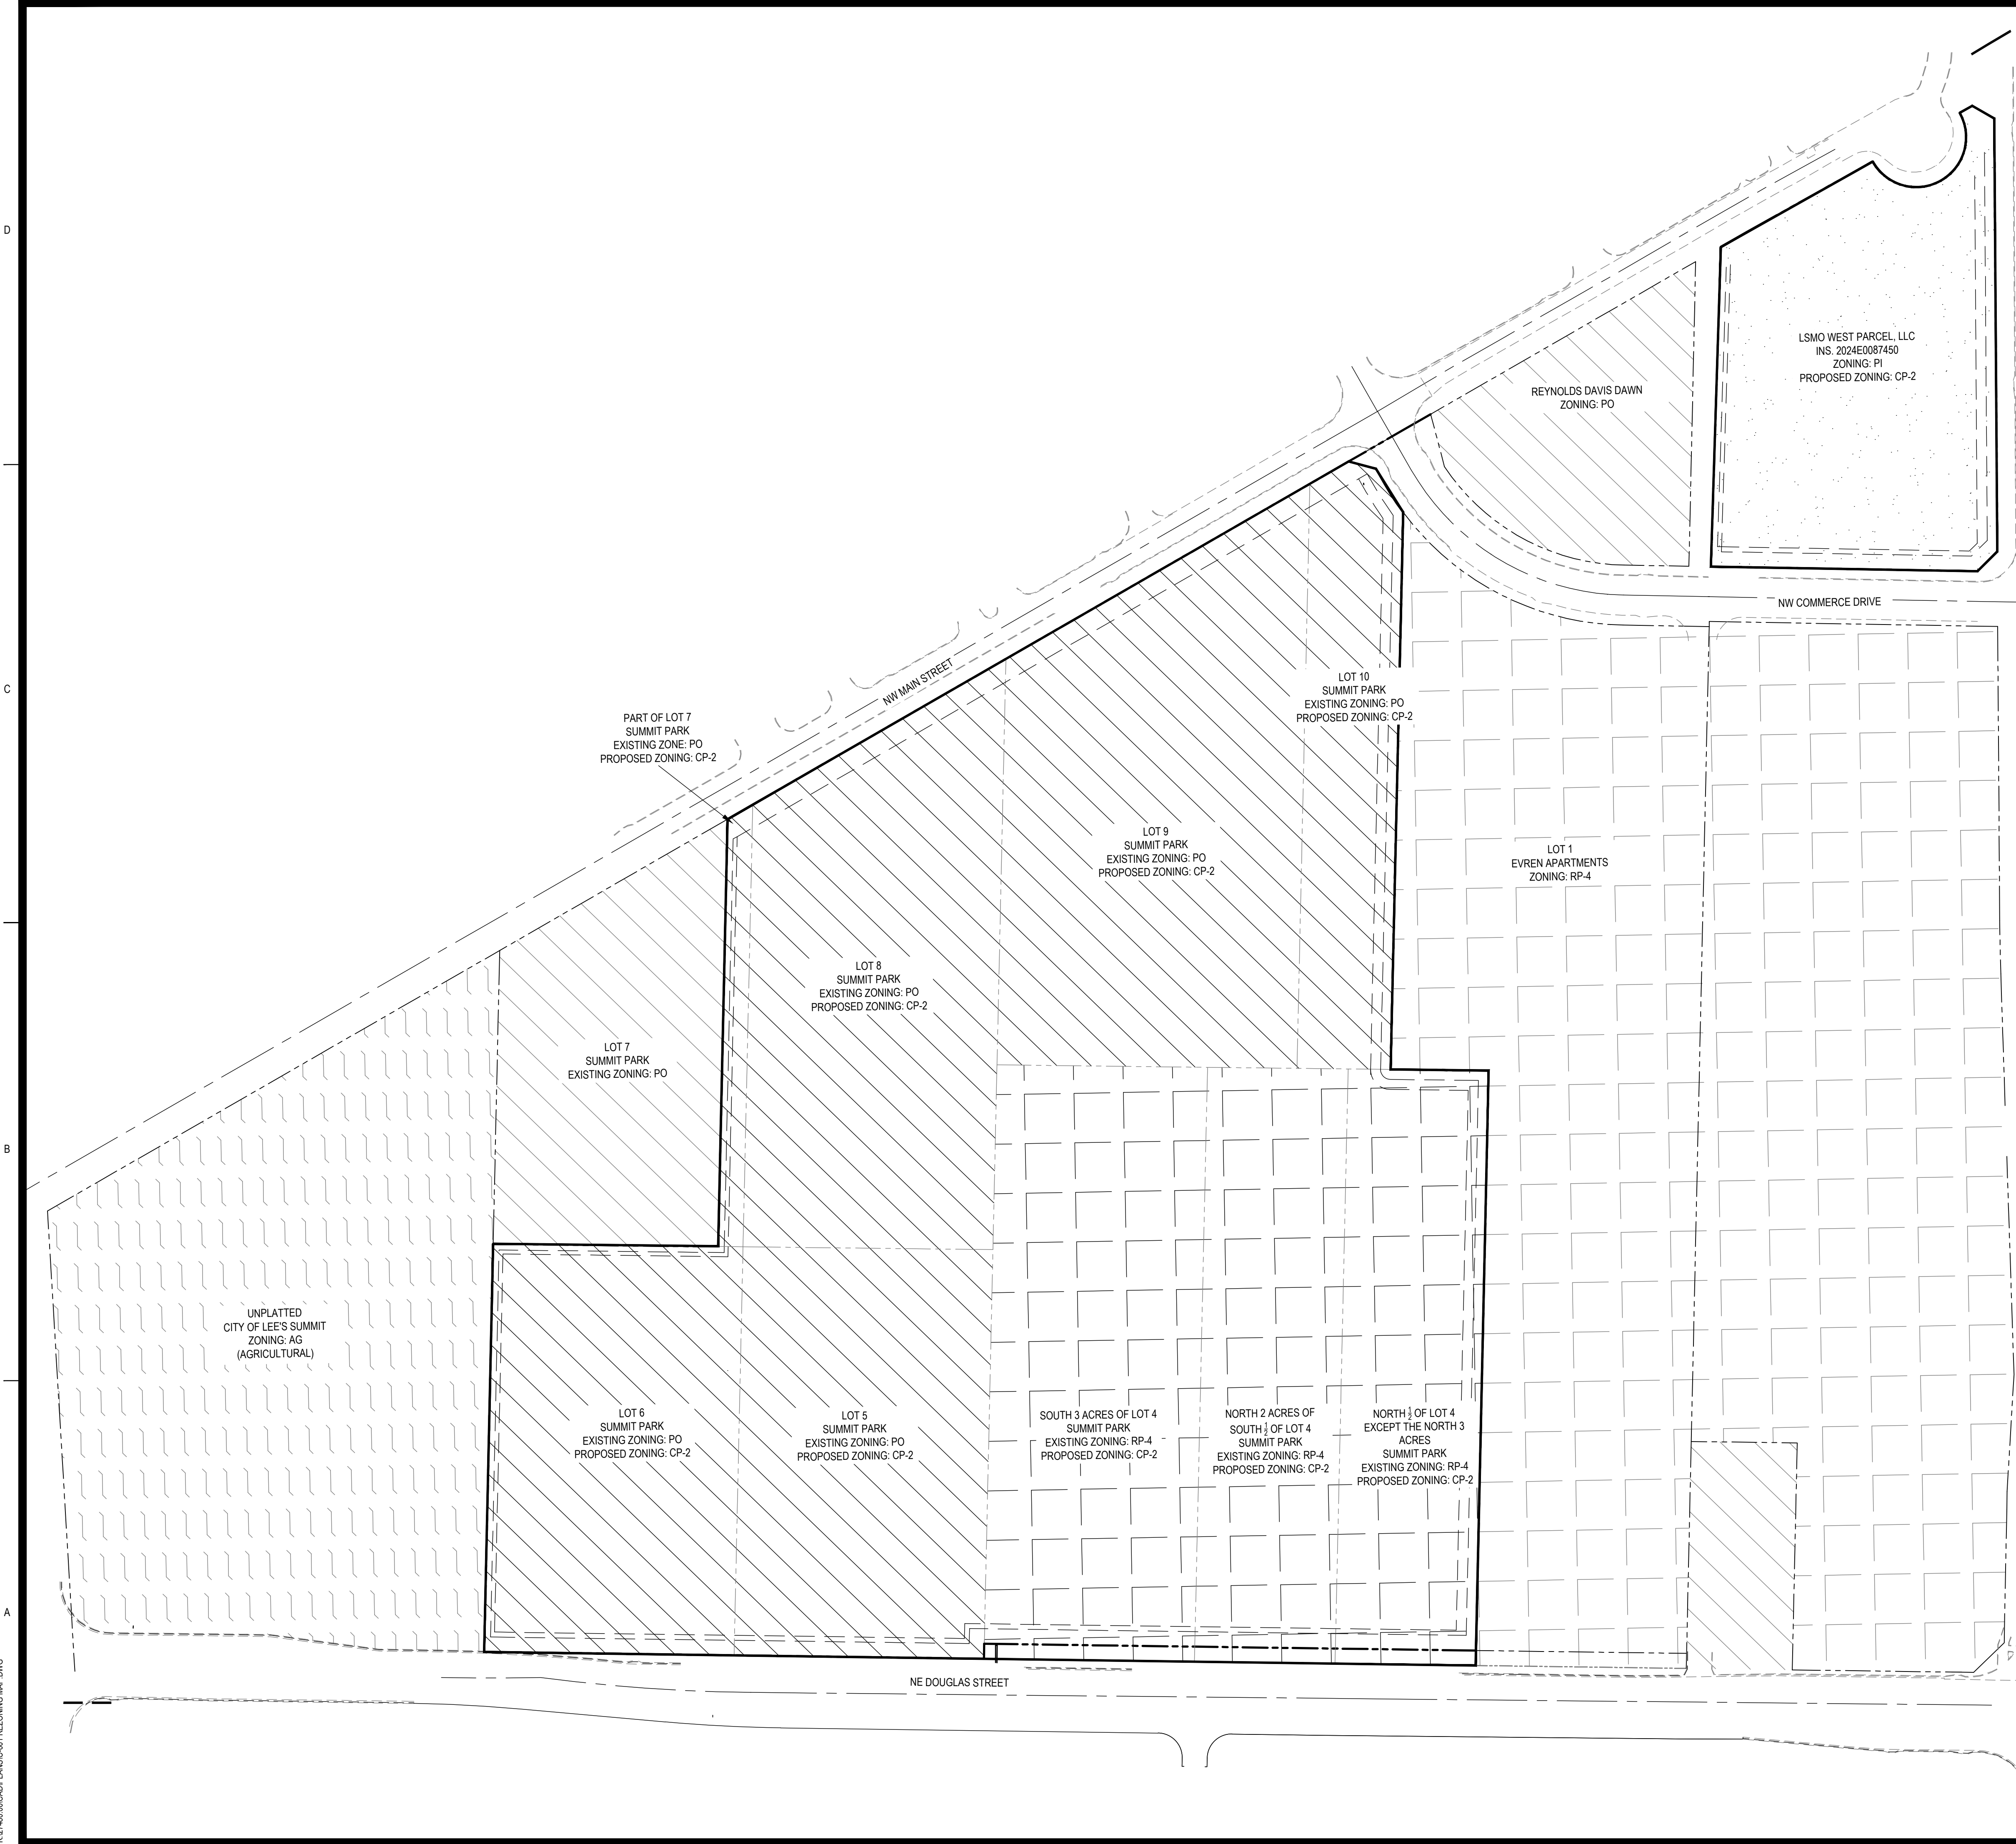 D
LSMO WEST PARCEL, LLC
INS. 2024E0087450
ZONING: PI
PROPOSED ZONING: CP-2
REYNOLDS DAVIS DAWN
ZONING: PO
NW COMMERCE DRIVE
C
NW MAIN STREET
LOT 10
SUMMIT PARK
EXISTING ZONING: PO
PROPOSED ZONING: CP-2
PART OF LOT 7
SUMMIT PARK
EXISTING ZONE: PO
PROPOSED ZONING: CP-2
LOT 9
SUMMIT PARK
EXISTING ZONING: PO
PROPOSED ZONING: CP-2
LOT 1
EVREN APARTMENTS
ZONING: RP-4
LOT 8
SUMMIT PARK
EXISTING ZONING: PO
PROPOSED ZONING: CP-2
LOT 7
SUMMIT PARK
EXISTING ZONING: PO
B
UNPLATTED
CITY OF LEE'S SUMMIT
ZONING: AG
(AGRICULTURAL)
LOT 6
SUMMIT PARK
EXISTING ZONING: PO
PROPOSED ZONING: CP-2
LOT 5
SUMMIT PARK
EXISTING ZONING: PO
PROPOSED ZONING: CP-2
SOUTH 3 ACRES OF LOT 4
SUMMIT PARK
EXISTING ZONING: RP-4
PROPOSED ZONING: CP-2
NORTH 2 ACRES OF
SOUTH ½ OF LOT 4
SUMMIT PARK
EXISTING ZONING: RP-4
PROPOSED ZONING: CP-2
NORTH ½ OF LOT 4
EXCEPT THE NORTH 3
ACRES
SUMMIT PARK
EXISTING ZONING: RP-4
PROPOSED ZONING: CP-2
A
NE DOUGLAS STREET